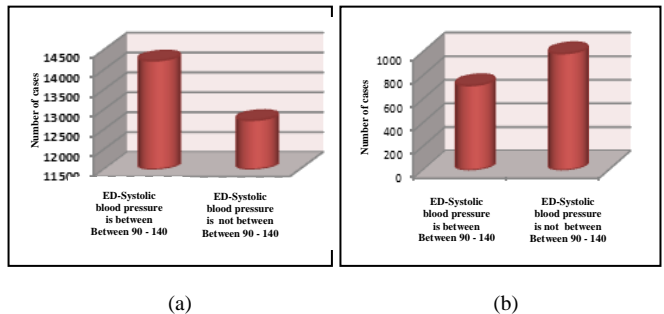 Number of cases
14500
14000
13500
13000
12500
12000
11500
ED-Systolic
blood pressure
is between
Between 90 - 140
ED-Systolic
blood pressure
is not between
Between 90 - 140
(a)
Number of cases
1000
800
600
400
200
0
ED-Systolic
blood pressure
is between
Between 90 - 140
ED-Systolic
blood pressure
is not between
Between 90 - 140
(b)